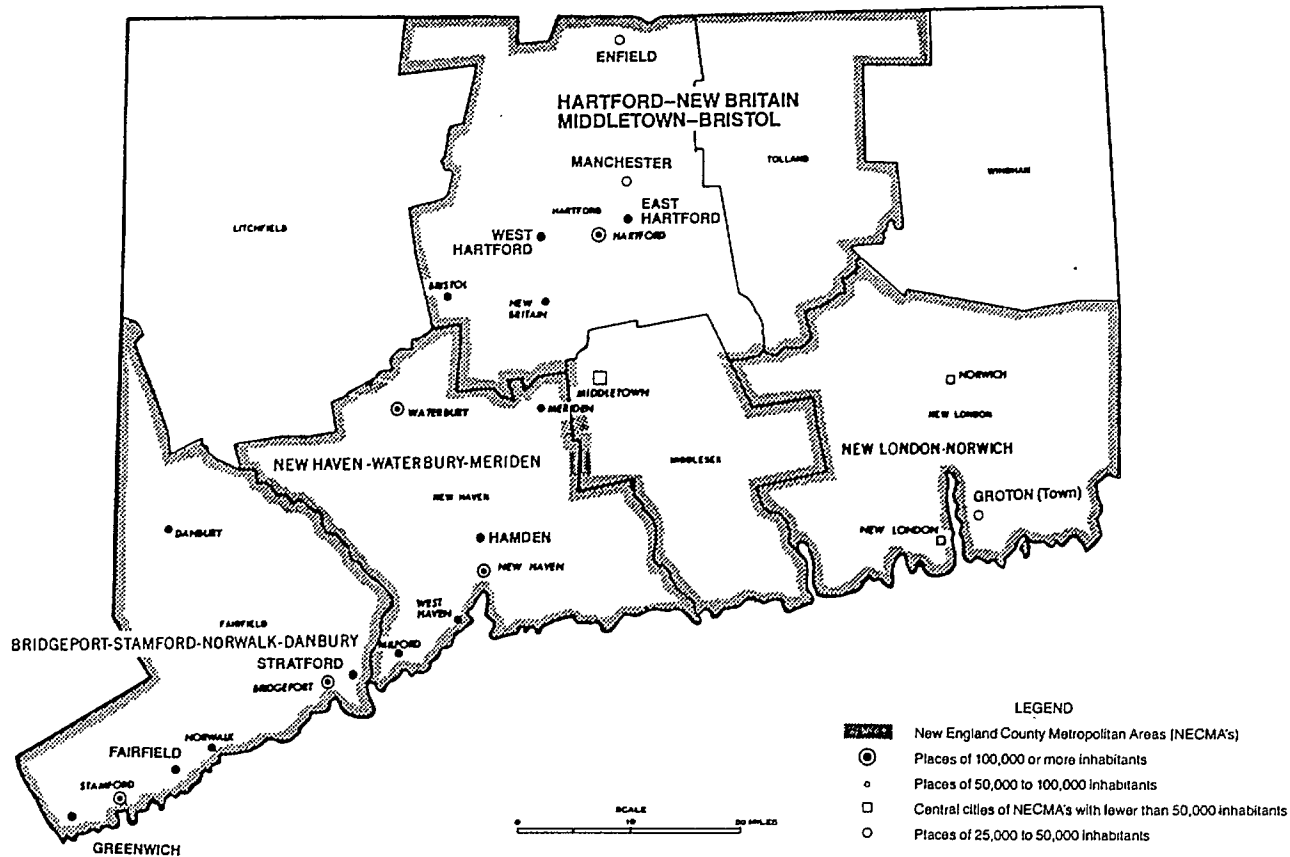 ENFIELD
HARTFORD–NEW BRITAIN
MIDDLETOWN–BRISTOL
MANCHESTER
TOLLAND
WINDHAM
HARTFORD
EAST
HARTFORD
LITCHFIELD
WEST
HARTFORD
HARTFORD
BRISTOL
NEW
BRITAIN
MIDDLETOWN
NORWICH
WATERBURY
MERIDEN
NEW LONDON
NEW HAVEN-WATERBURY-MERIDEN
MIDDLESEX
NEW LONDON-NORWICH
NEW HAVEN
GROTON (Town)
DANBURY
HAMDEN
NEW LONDON
NEW HAVEN
WEST
HAVEN
FAIRFIELD
BRIDGEPORT-STAMFORD-NORWALK-DANBURY
MILFORD
STRATFORD
BRIDGEPORT
NORWALK
FAIRFIELD
STAMFORD
GREENWICH
LEGEND
New England County Metropolitan Areas (NECMA's)
Places of 100,000 or more inhabitants
Places of 50,000 to 100,000 inhabitants
Central cities of NECMA's with fewer than 50,000 inhabitants
Places of 25,000 to 50,000 inhabitants
SCALE
0 10 20 MILES